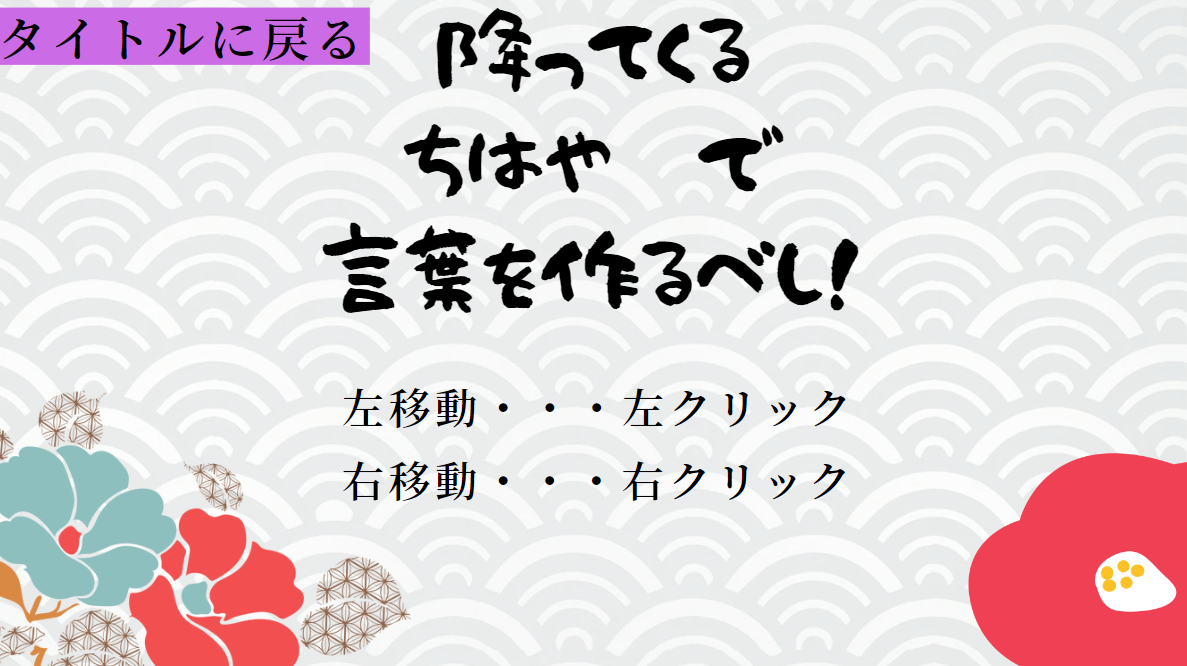 タイトルに戻る
降ってくる
ちはや　で
言葉を作るべし!
左移動・・・左クリック
右移動・・・右クリック